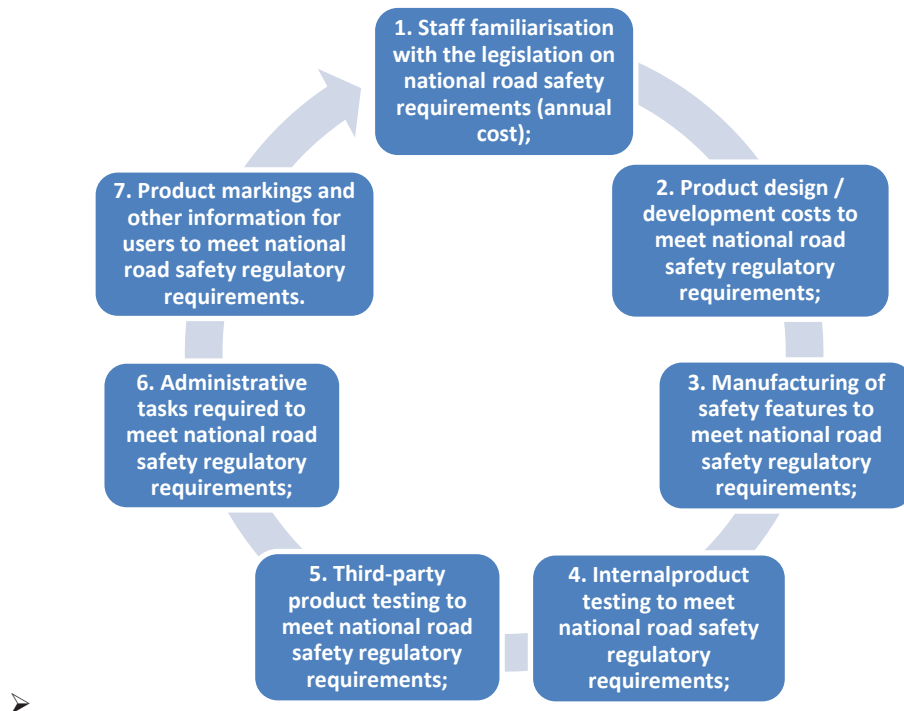 1. Staff familiarisation
with the legislation on
national road safety
requirements (annual
cost);
2. Product design /
development costs to
meet national road
safety regulatory
requirements;
3. Manufacturing of
safety features to
meet national road
safety regulatory
requirements;
4. Internalproduct
testing to meet
national road safety
regulatory
requirements;
5. Third-party
product testing to
meet national road
safety regulatory
requirements;
6. Administrative
tasks required to
meet national road
safety regulatory
requirements;
7. Product markings and
other information for
users to meet national
road safety regulatory
requirements.